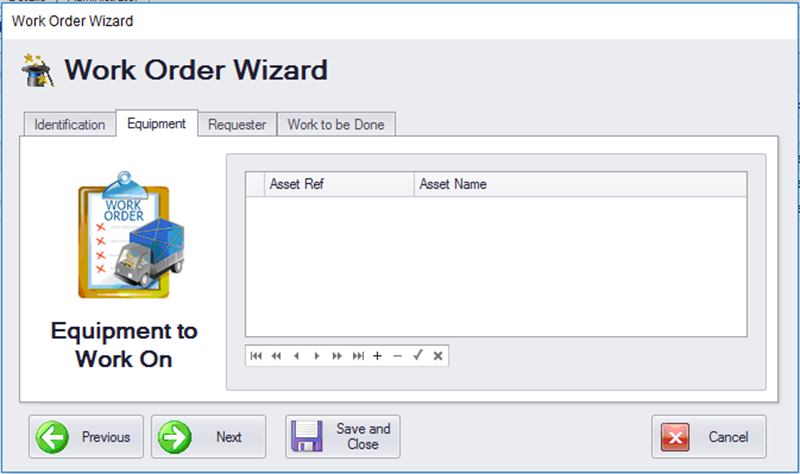 Work Order Wizard
Work Order Wizard
Identification
Equipment
Requester
Work to be Done
Asset Ref
Asset Name
WORK
ORDER
Equipment to
Work On
Previous
Next
Save and
Close
Cancel